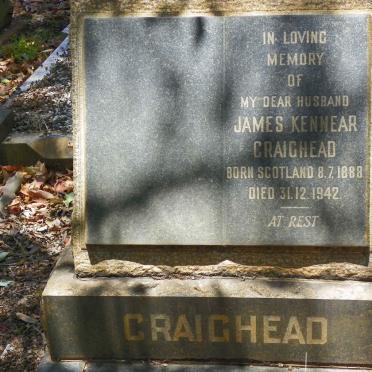 IN LOVING
MEMORY
OF
MY DEAR HUSBAND
JAMES KENNEAR
CRAIGHEAD
BORN SCOTLAND 8.7.1888
DIED 31.12.1942
AT REST
CRAIGHEAD